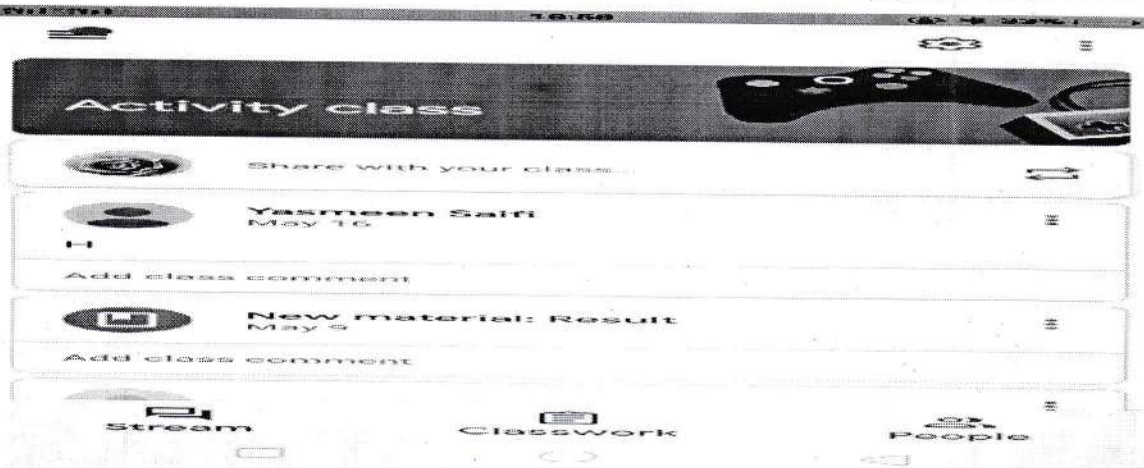 Activity class
Share with your class...
Yasmeen Saifi
May 16
H
Add class comment
New material: Result
May 9
Add class comment
Stream
Classwork
People